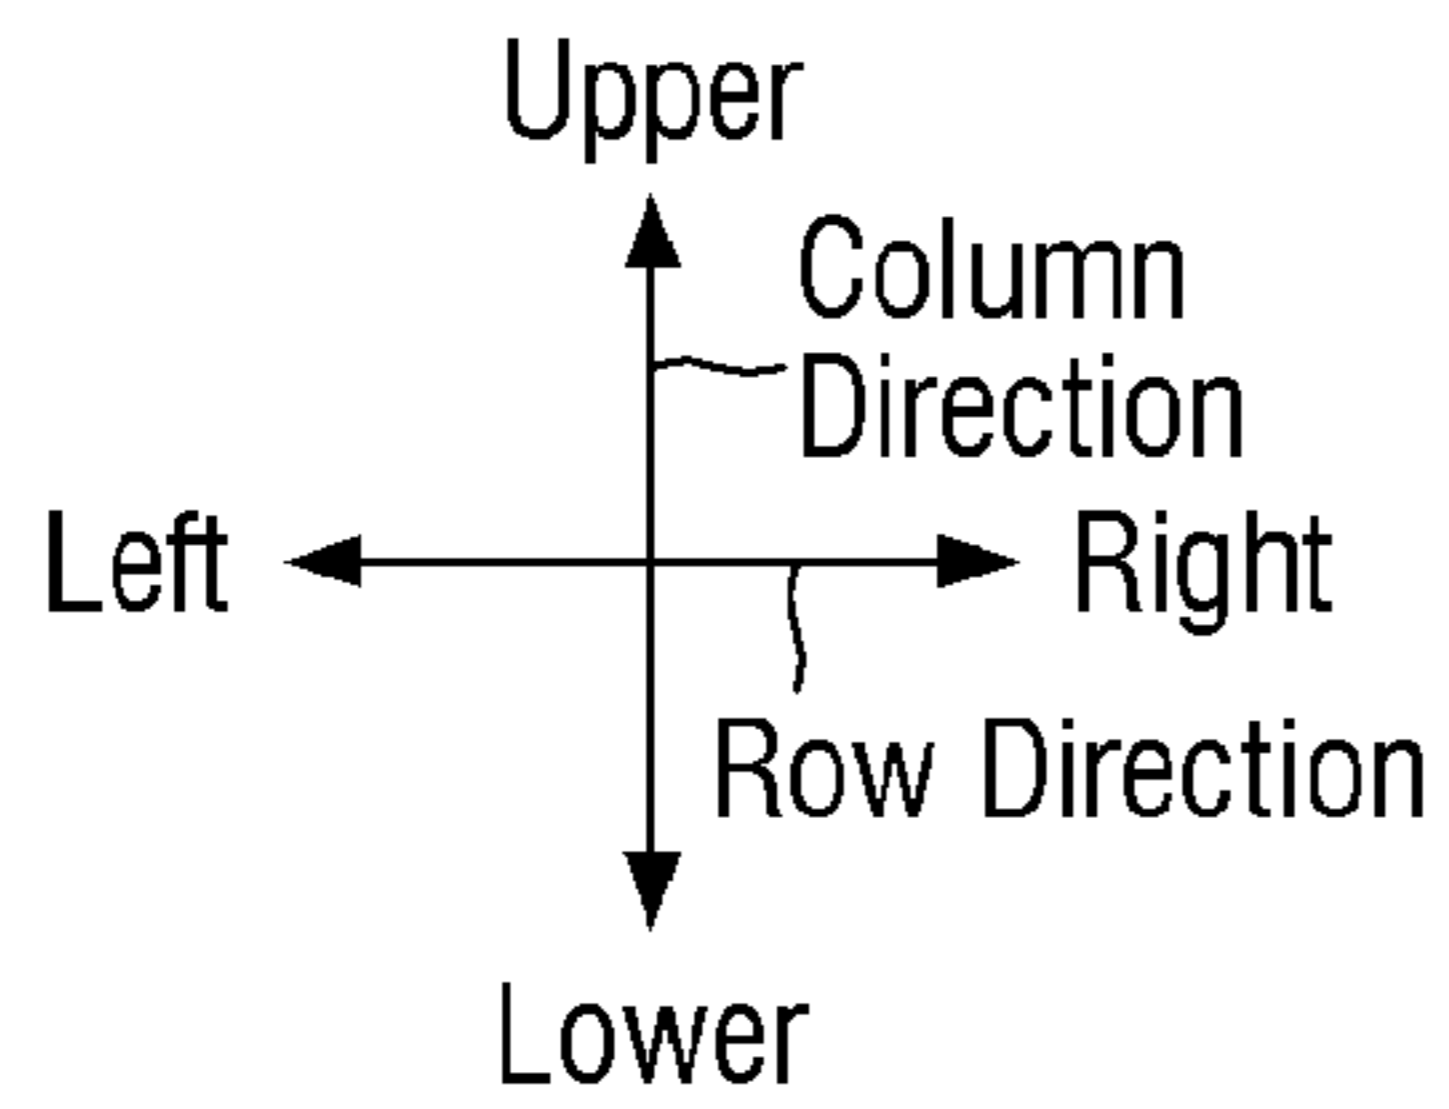 Upper
Column
Direction
Left
Right
Row Direction
Lower